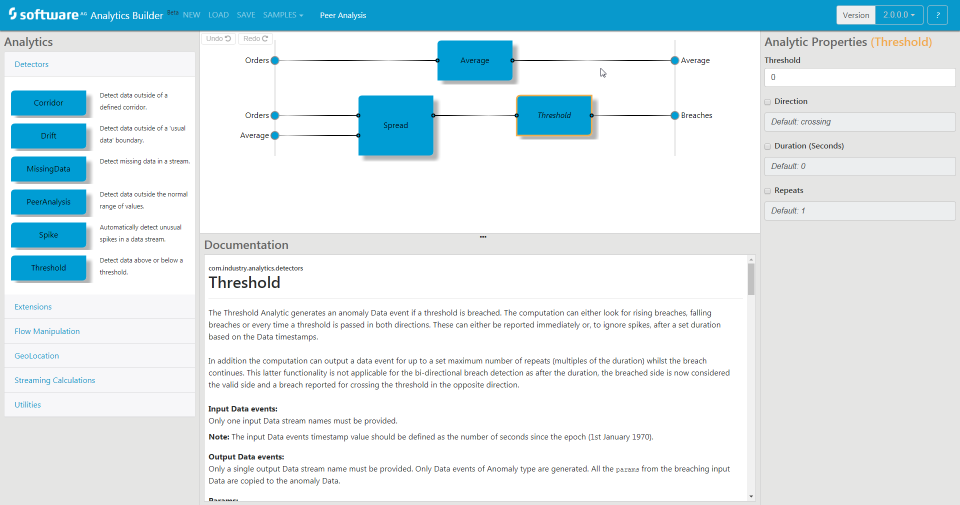 software AG Analytics Builder Beta NEW LOAD SAVE SAMPLES Peer Analysis Version 2.0.0.0 ?
Analytics
Detectors
Corridor
Detect data outside of a
defined corridor.
Drift
Detect data outside of a 'usual
data' boundary.
MissingData
Detect missing data in a stream.
PeerAnalysis
Detect data outside the normal
range of values.
Spike
Automatically detect unusual
spikes in a data stream.
Threshold
Detect data above or below a
threshold.
Extensions
Flow Manipulation
GeoLocation
Streaming Calculations
Utilities
Undo Redo
Orders Average Average
Orders Spread Threshold Breaches
Average
Documentation
com.industry.analytics.detectors
Threshold
The Threshold Analytic generates an anomaly Data event if a threshold is breached. The computation can either look for rising breaches, falling
breaches or every time a threshold is passed in both directions. These can either be reported immediately or, to ignore spikes, after a set duration
based on the Data timestamps.
In addition the computation can output a data event for up to a set maximum number of repeats (multiples of the duration) whilst the breach
continues. This latter functionality is not applicable for the bi-directional breach detection as after the duration, the breached side is now considered
the valid side and a breach reported for crossing the threshold in the opposite direction.
Input Data events:
Only one input Data stream names must be provided.
Note: The input Data events timestamp value should be defined as the number of seconds since the epoch (1st January 1970).
Output Data events:
Only a single output Data stream name must be provided. Only Data events of Anomaly type are generated. All the params from the breaching input
Data are copied to the anomaly Data.
Params:
Analytic Properties (Threshold)
Threshold
0
Direction
Default: crossing
Duration (Seconds)
Default: 0
Repeats
Default: 1